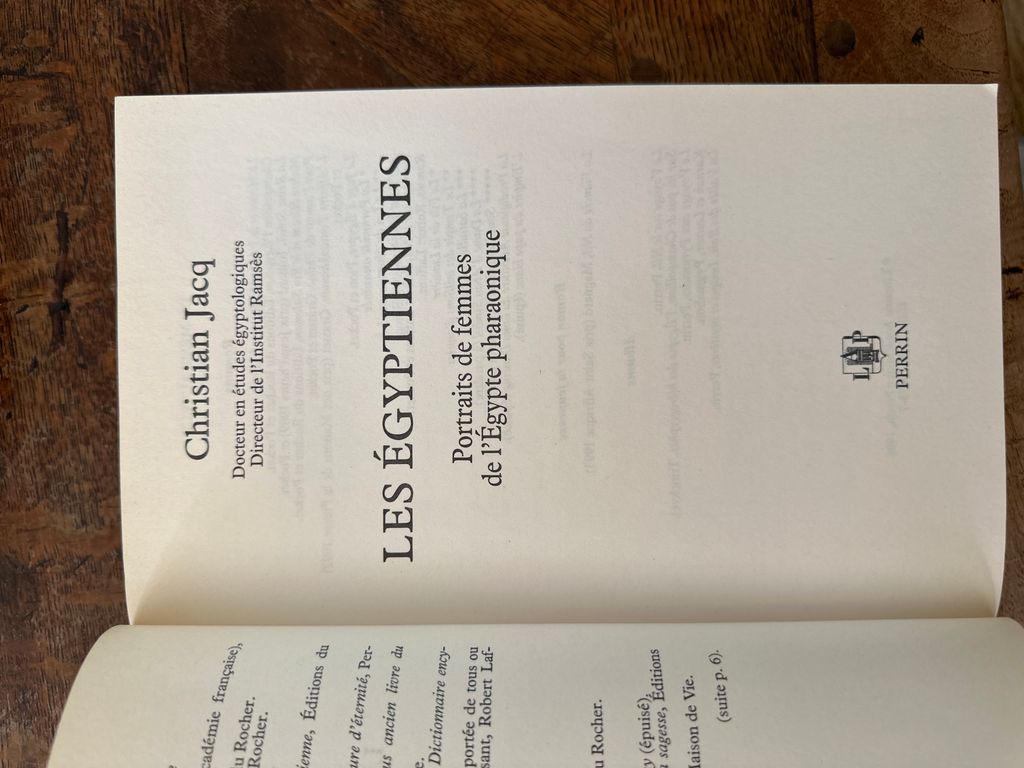 académie française),
u Rocher.
Rocher.
ienne, Éditions du
ure d'éternité, Per-
us ancien livre du
e.
Dictionnaire ency-
portée de tous ou
sant, Robert Laf-
u Rocher.
y (épuisé).
a sagesse, Éditions
Maison de Vie.
(suite p. 6).
Christian Jacq
Docteur en études égyptologiques
Directeur de l'Institut Ramsès
LES ÉGYPTIENNES
Portraits de femmes
de l'Égypte pharaonique
L P
PERRIN